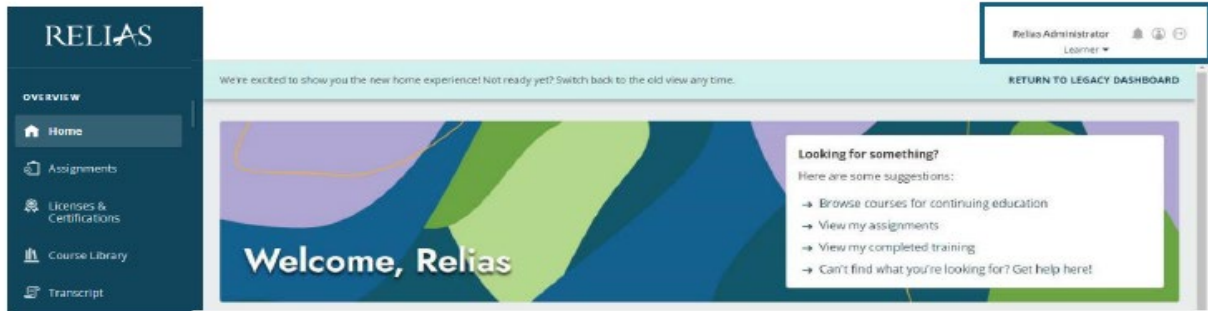 RELIAS
Relias Administrator
Learner
We're excited to show you the new home experience! Not ready yet? Switch back to the old view any time.
RETURN TO LEGACY DASHBOARD
OVERVIEW
Home
Assignments
Licenses &
Certifications
Course Library
Transcript
Welcome, Relias
Looking for something?
Here are some suggestions:
→ Browse courses for continuing education
→ View my assignments
→ View my completed training
→ Can't find what you're looking for? Get help here!